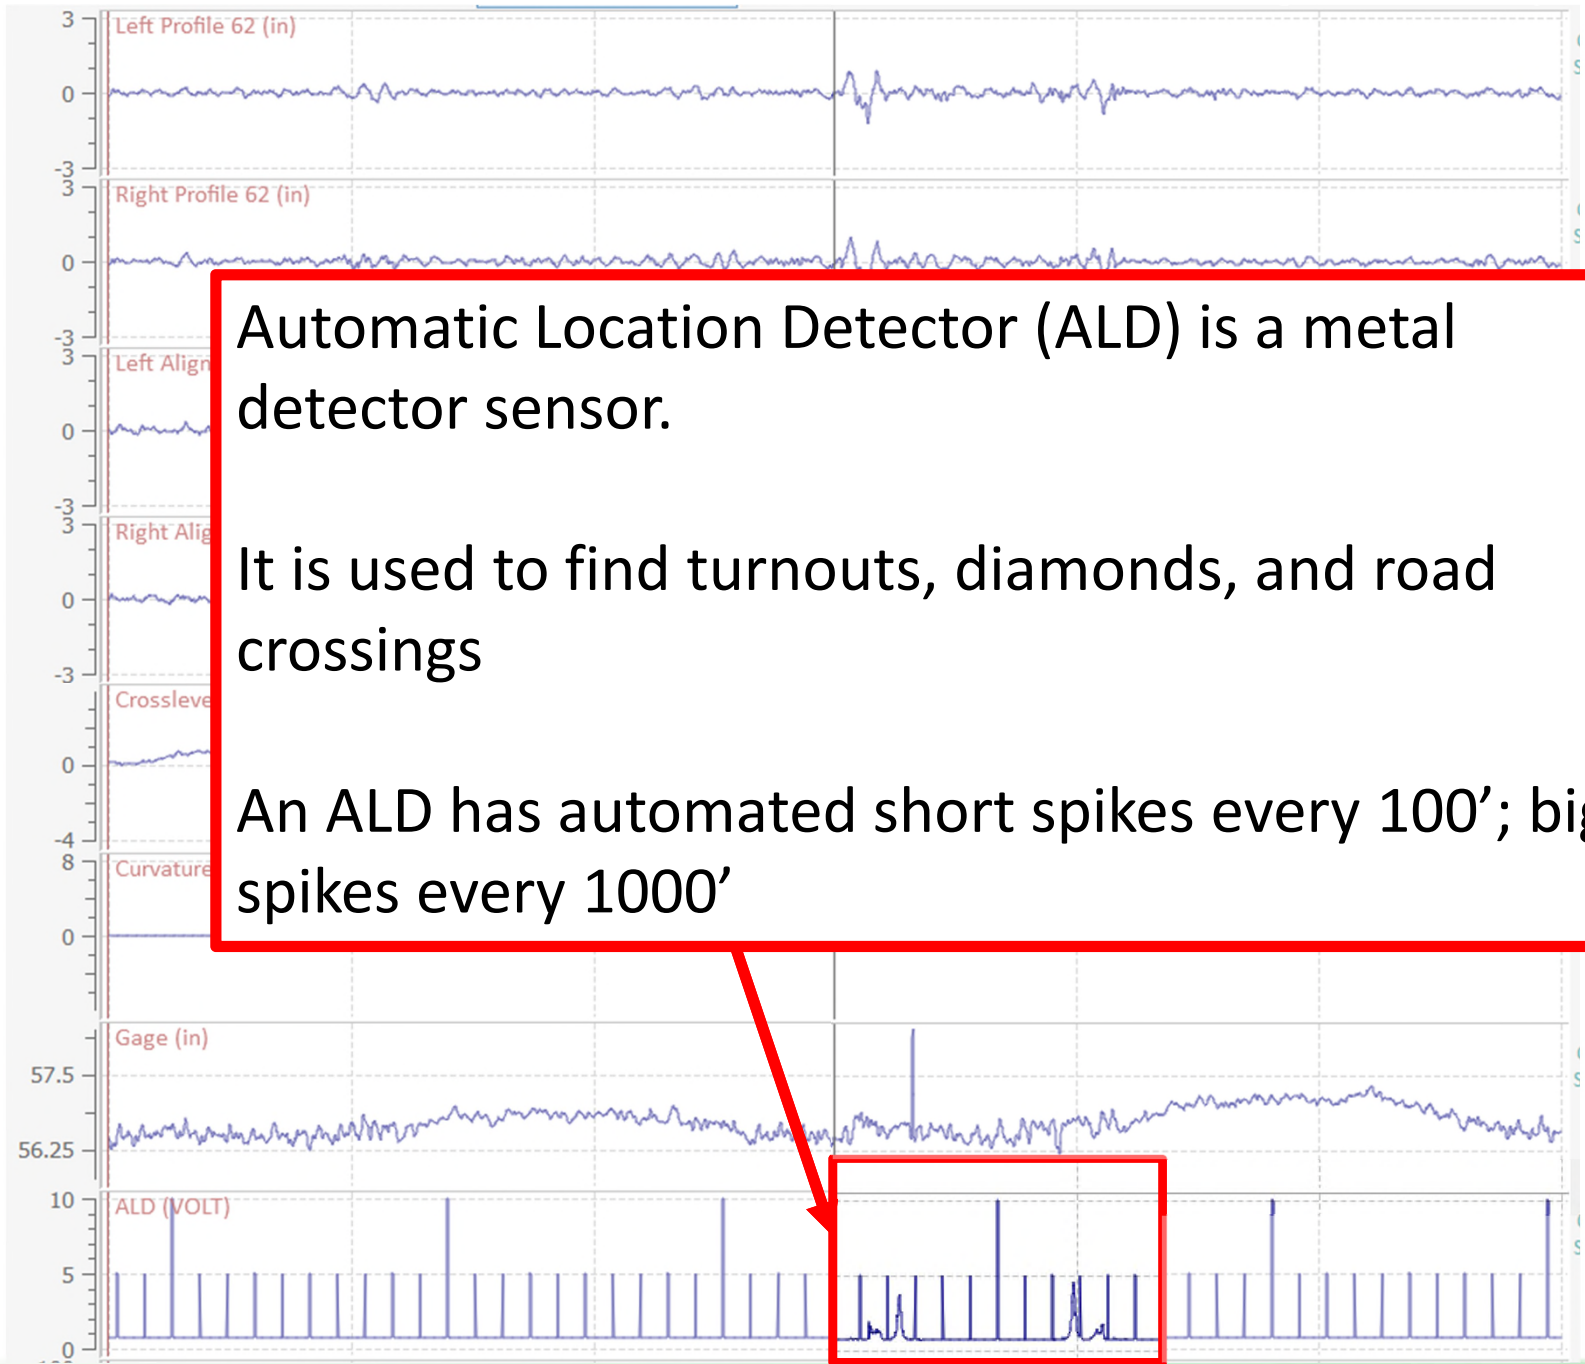 3
Left Profile 62 (in)
0
-3
3
Right Profile 62 (in)
0
-3
Automatic Location Detector (ALD) is a metal
detector sensor.
3
Left Align
0
-3
It is used to find turnouts, diamonds, and road
crossings
3
Right Alig
0
-3
Crossleve
0
-4
An ALD has automated short spikes every 100’; big
spikes every 1000’
8
Curvature
0
Gage (in)
57.5
56.25
10
ALD (VOLT)
5
0